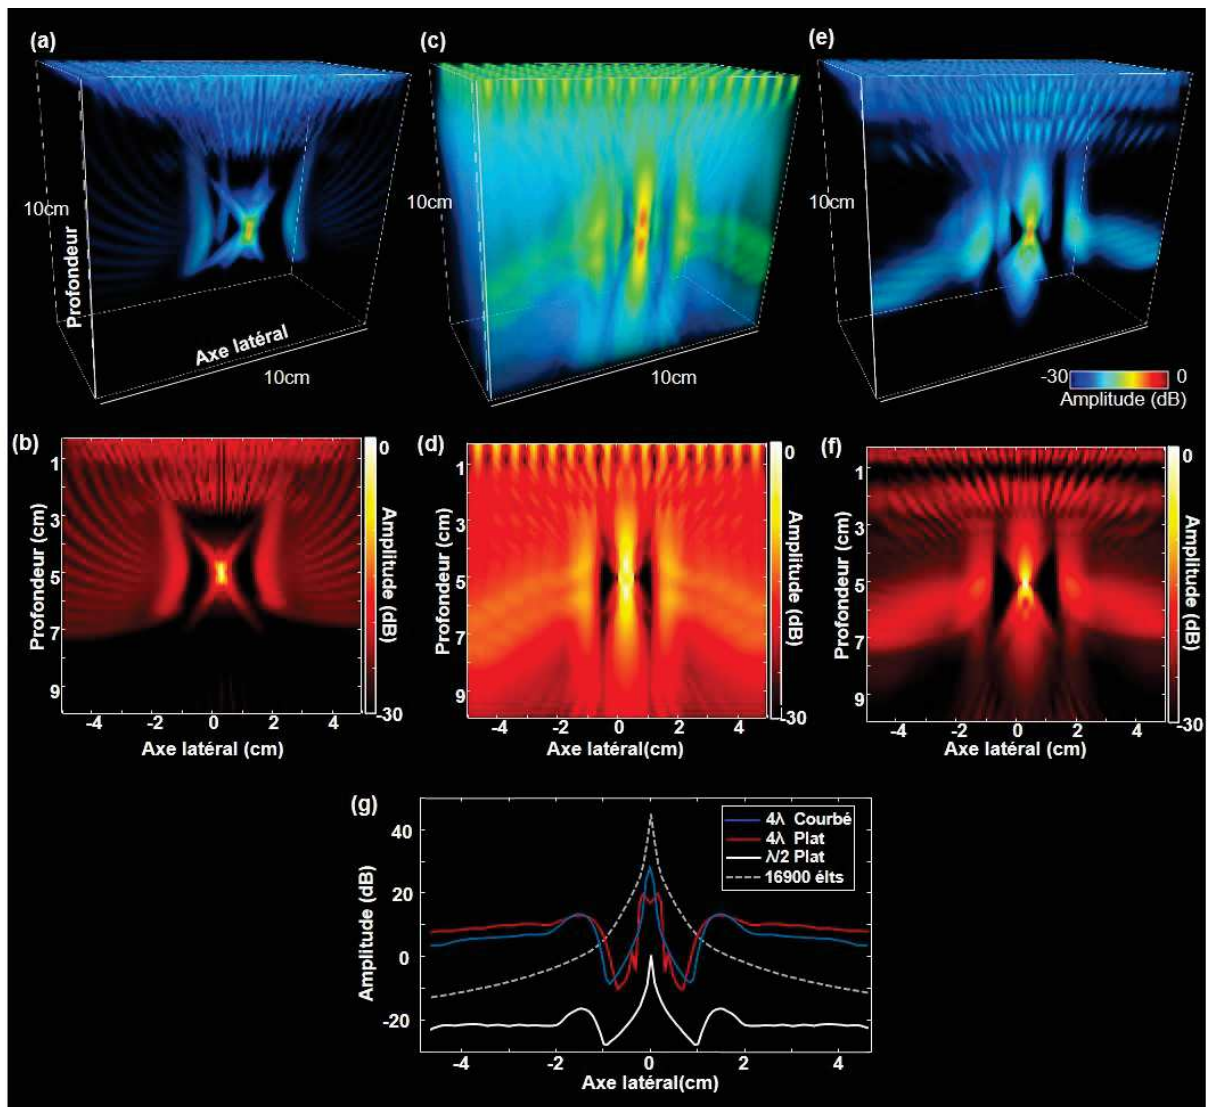 (a)
(c)
(e)
10cm
Profondeur
Axe latéral
10cm
10cm
10cm
10cm
-30
0
Amplitude (dB)
(b)
1
3
5
7
9
Profondeur (cm)
-4
-2
0
2
4
Axe latéral (cm)
0
Amplitude (dB)
-30
(d)
1
3
5
7
9
Profondeur (cm)
-4
-2
0
2
4
Axe latéral(cm)
0
Amplitude (dB)
-30
(f)
1
3
5
7
9
Profondeur (cm)
-4
-2
0
2
4
Axe latéral (cm)
0
Amplitude (dB)
-30
(g)
40
20
0
-20
Amplitude (dB)
4λ Courbé
4λ Plat
λ/2 Plat
16900 élts
-4
-2
0
2
4
Axe latéral(cm)